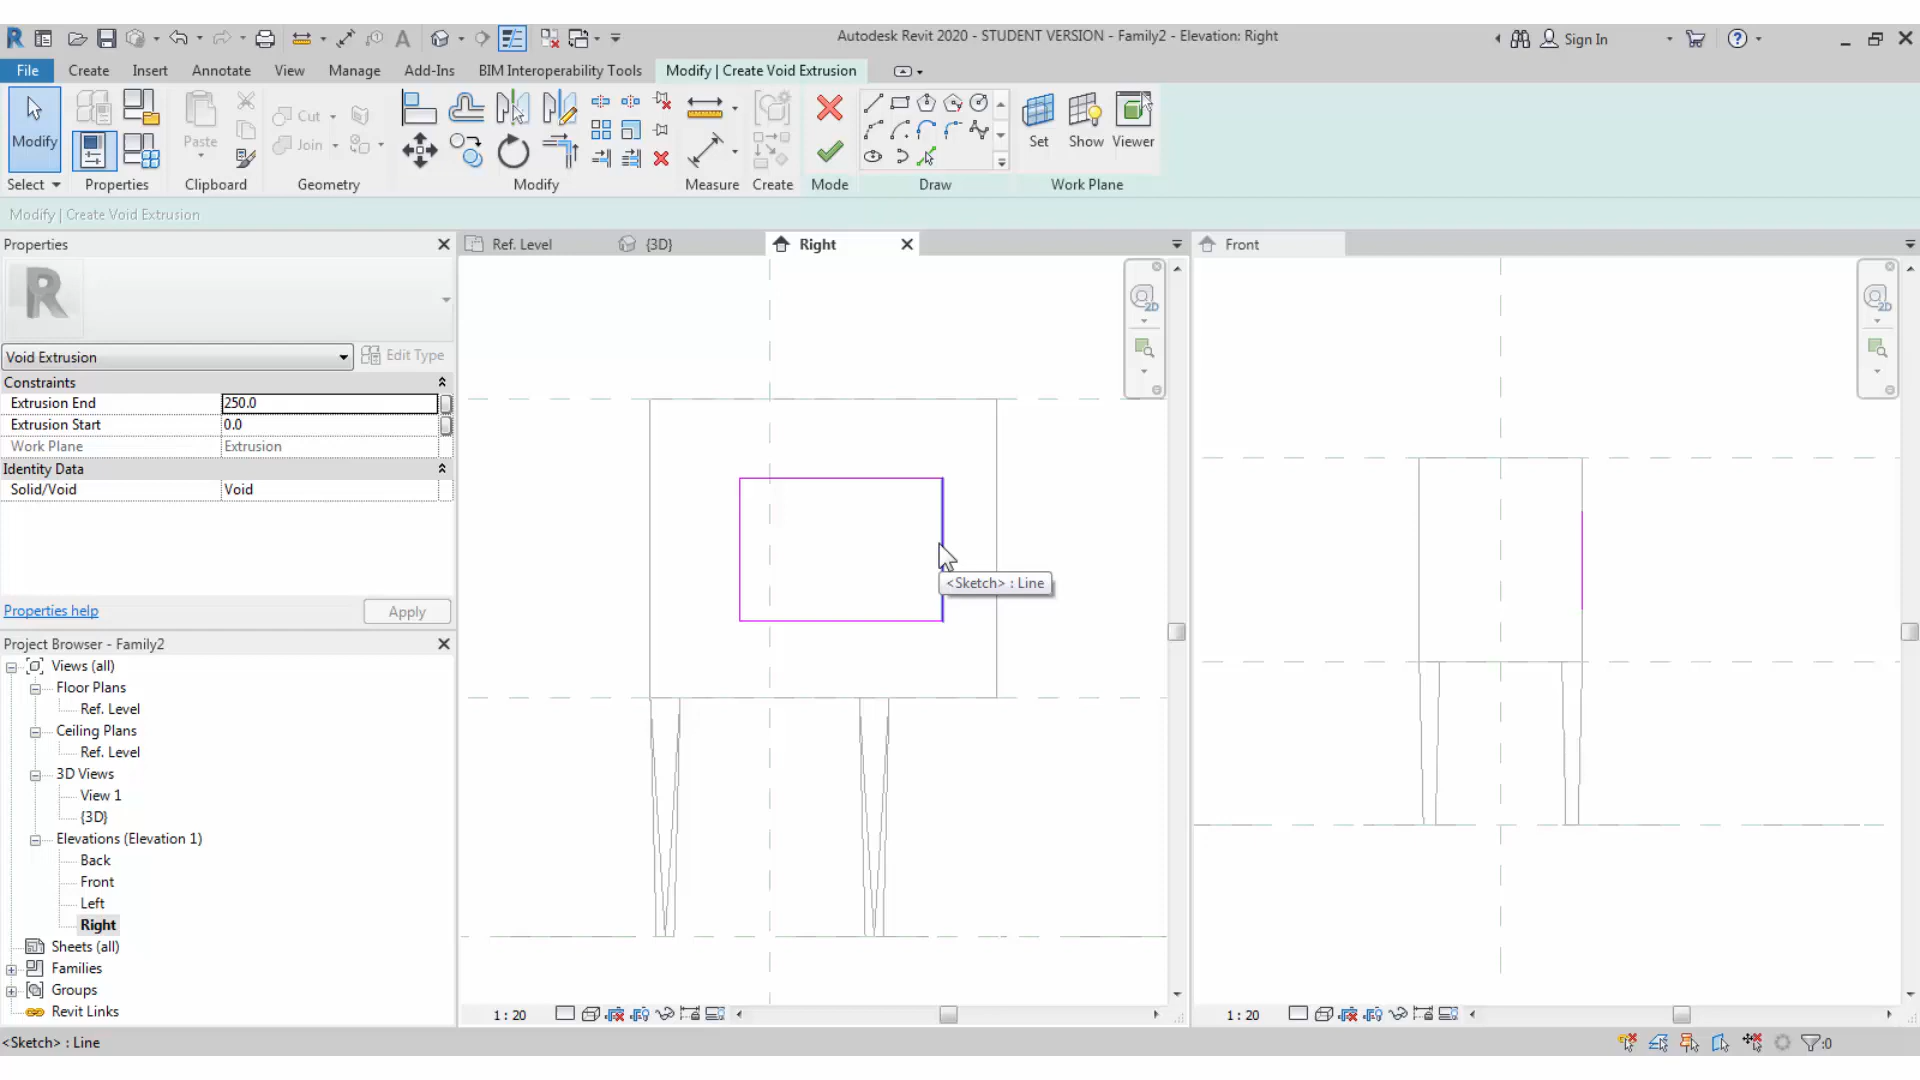 Autodesk Revit 2020 - STUDENT VERSION - Family2 - Elevation: Right
Sign In
File Create Insert Annotate View Manage Add-Ins BIM Interoperability Tools Modify | Create Void Extrusion
Modify
Paste
Cut
Join
Set Show Viewer
Select Properties Clipboard Geometry Modify Measure Create Mode Draw Work Plane
Modify | Create Void Extrusion
Properties
Ref. Level {3D} Right Front
R
2D
2D
Void Extrusion
Edit Type
Constraints
Extrusion End 250.0
Extrusion Start 0.0
Work Plane Extrusion
Identity Data
Solid/Void Void
<Sketch> : Line
Properties help
Apply
Project Browser - Family2
Views (all)
Floor Plans
Ref. Level
Ceiling Plans
Ref. Level
3D Views
View 1
{3D}
Elevations (Elevation 1)
Back
Front
Left
Right
Sheets (all)
Families
Groups
Revit Links
1 : 20
1 : 20
<Sketch> : Line
:0